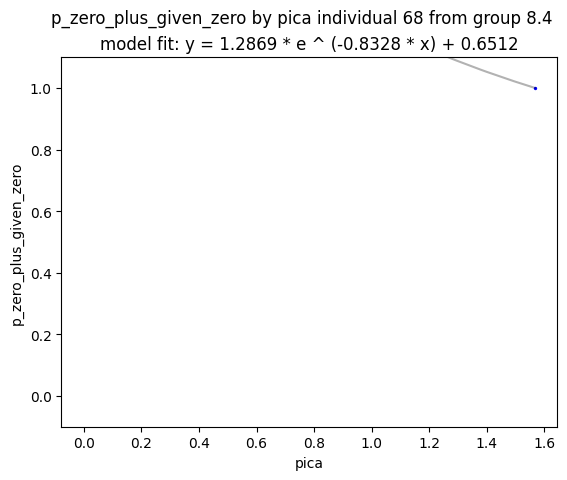 p_zero_plus_given_zero by pica individual 68 from group 8.4
model fit: y = 1.2869 * e ^ (-0.8328 * x) + 0.6512
1.0
0.8
0.6
0.4
0.2
0.0
p_zero_plus_given_zero
0.0 0.2 0.4 0.6 0.8 1.0 1.2 1.4 1.6
pica